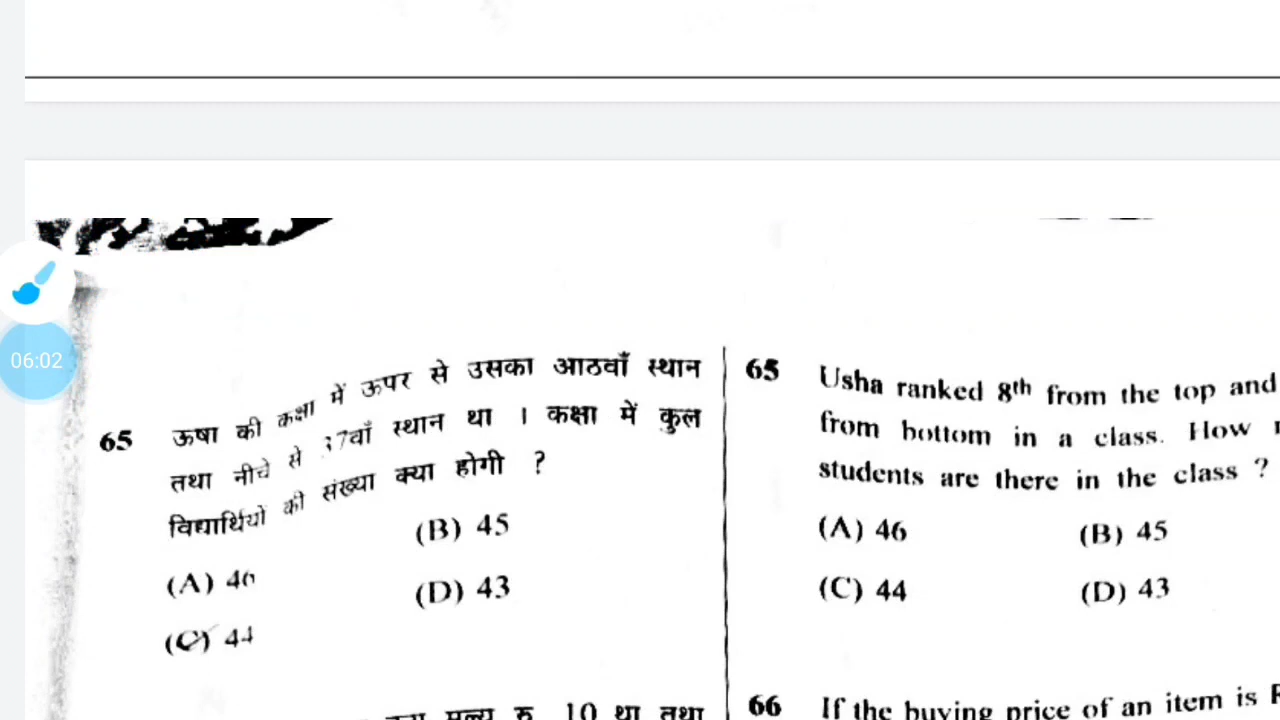 06:02
65 ऊषा की कक्षा में ऊपर से उसका आठवाँ स्थान
तथा नीचे से 37वाँ स्थान था । कक्षा में कुल
विद्यार्थियों की संख्या क्या होगी ?
(A) 46 (B) 45
(C) 44 (D) 43
65 Usha ranked 8th from the top and
from bottom in a class. How
students are there in the class ?
(A) 46 (B) 45
(C) 44 (D) 43
मूल्य रु 10 था तथा
66 If the buying price of an item is